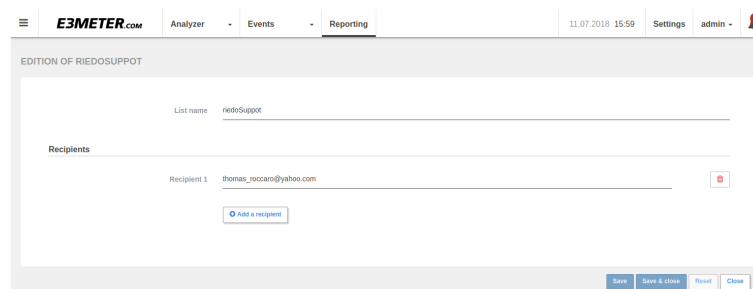 E3METER.COM Analyzer Events Reporting 11.07.2018 15:59 Settings admin
EDITION OF RIEDOSUPPOT
List name riedoSuppot
Recipients
Recipient 1 thomas_roccaro@yahoo.com
Add a recipient
Save Save & close Reset Close